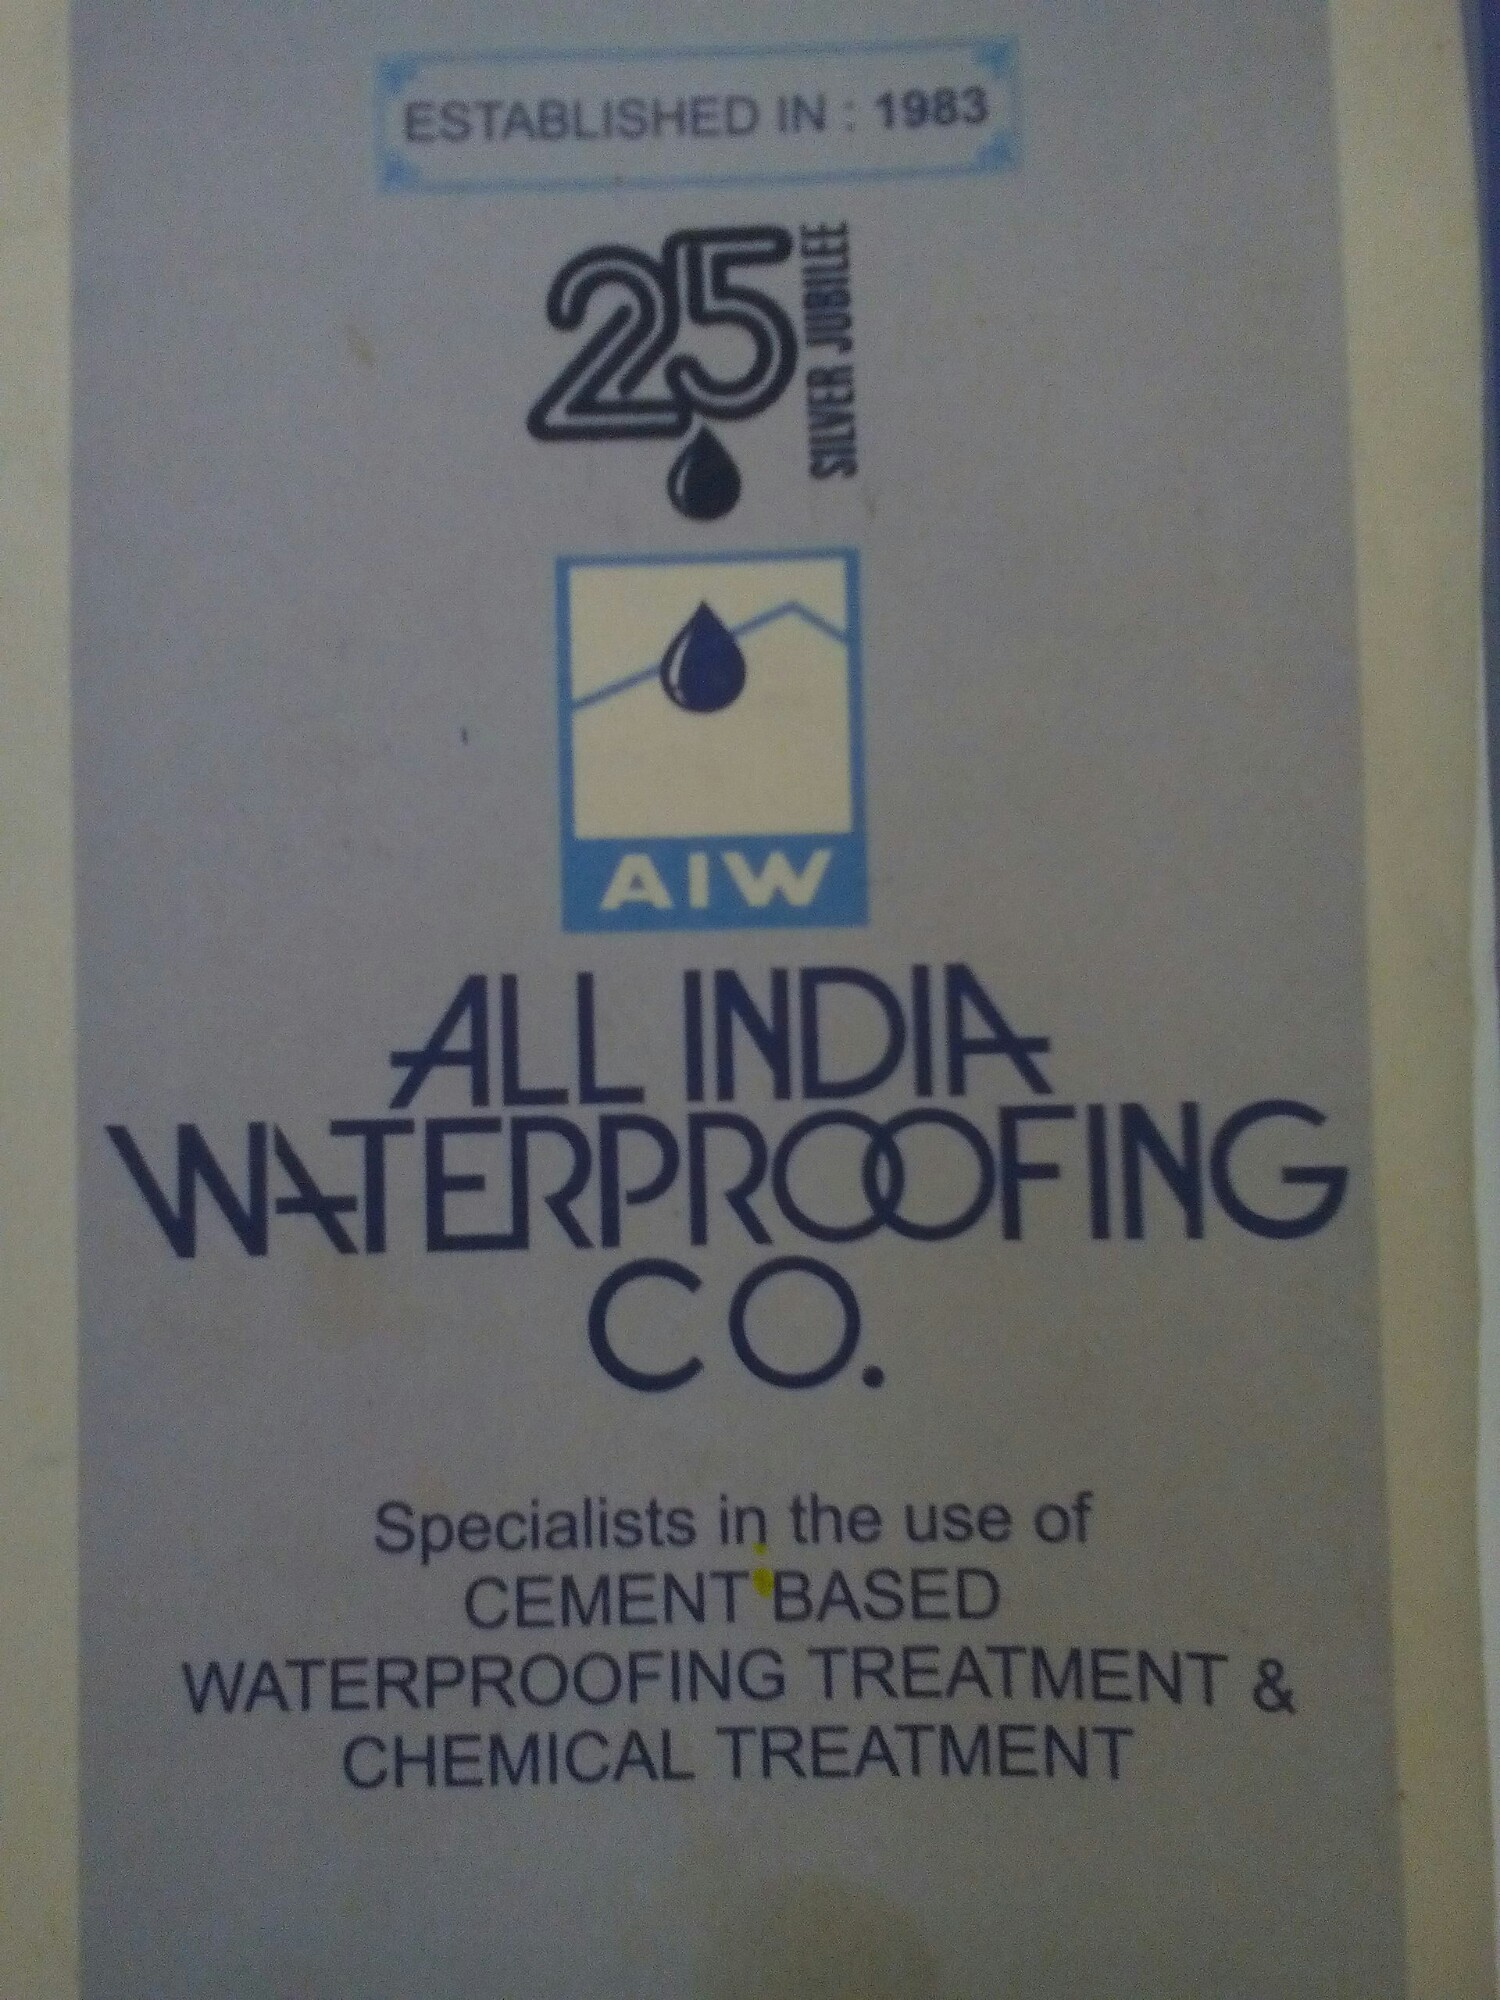 ESTABLISHED IN : 1983
25
SILVER JUBILEE
AIW
ALL INDIA
WATERPROOFING
CO.
Specialists in the use of
CEMENT BASED
WATERPROOFING TREATMENT &
CHEMICAL TREATMENT